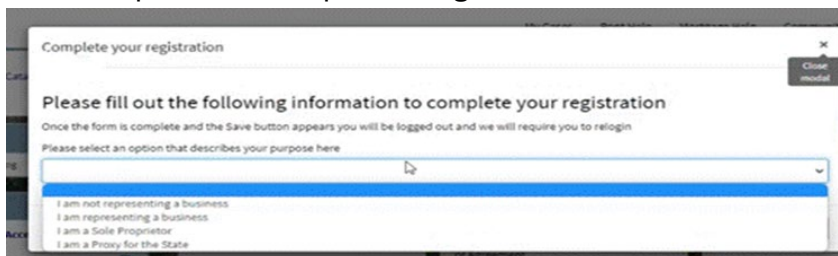 Complete your registration
×
Close
modal
Please fill out the following information to complete your registration
Once the form is complete and the Save button appears you will be logged out and we will require you to relogin
Please select an option that describes your purpose here
I am not representing a business
I am representing a business
I am a Sole Proprietor
I am a Proxy for the State